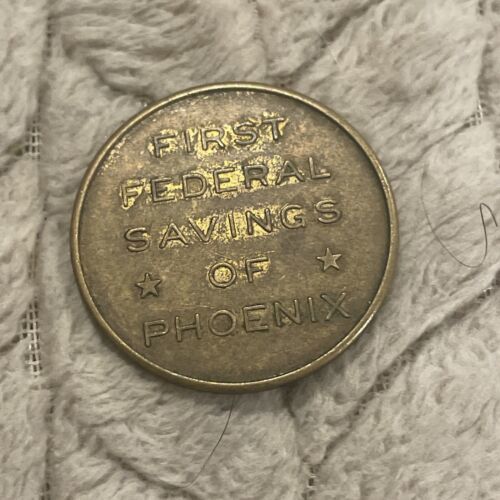 FIRST
FEDERAL
SAVINGS
OF
PHOENIX